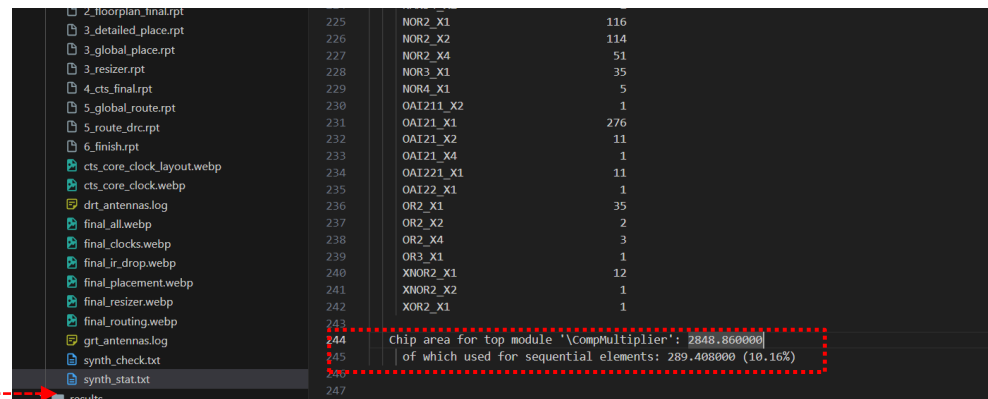 2_floorplan_final.rpt
3_detailed_place.rpt
3_global_place.rpt
3_resizer.rpt
4_cts_final.rpt
5_global_route.rpt
5_route_drc.rpt
6_finish.rpt
cts_core_clock_layout.webp
cts_core_clock.webp
drt_antennas.log
final_all.webp
final_clocks.webp
final_ir_drop.webp
final_placement.webp
final_resizer.webp
final_routing.webp
grt_antennas.log
synth_check.txt
synth_stat.txt
results
225 NOR2_X1 116
226 NOR2_X2 114
227 NOR2_X4 51
228 NOR3_X1 35
229 NOR4_X1 5
230 OAI211_X2 1
231 OAI21_X1 276
232 OAI21_X2 11
233 OAI21_X4 1
234 OAI221_X1 11
235 OAI22_X1 1
236 OR2_X1 35
237 OR2_X2 2
238 OR2_X4 3
239 OR3_X1 1
240 XNOR2_X1 12
241 XNOR2_X2 1
242 XOR2_X1 1
243
244 Chip area for top module '\CompMultiplier': 2848.860000
245 of which used for sequential elements: 289.408000 (10.16%)
246
247